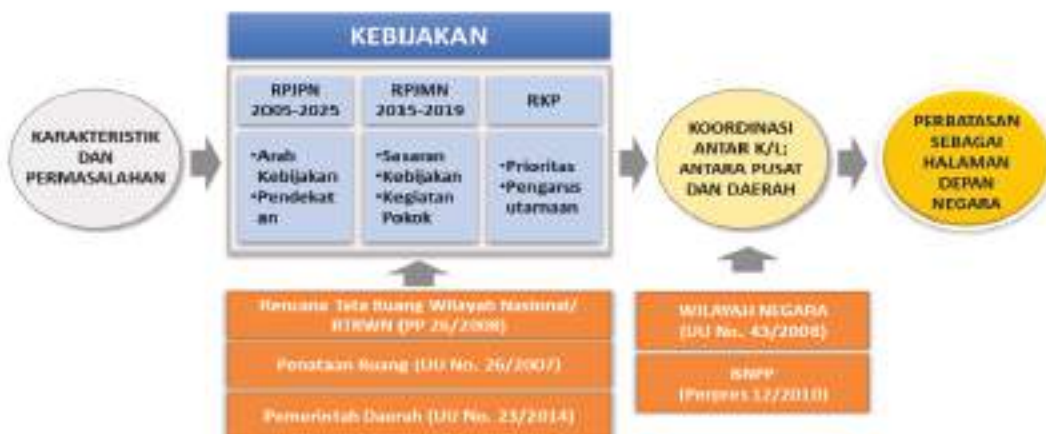 KEBIJAKAN
KARAKTERISTIK
DAN
PERMASALAHAN
RPJPN
2005-2025
•Arah
Kebijakan
•Pendekat
an
RPJMN
2015-2019
•Sasaran
•Kebijakan
•Kegiatan
Pokok
RKP
•Prioritas
•Pengarus
utamaan
KOORDINASI
ANTAR K/L;
ANTARA PUSAT
DAN DAERAH
PERBATASAN
SEBAGAI
HALAMAN
DEPAN
NEGARA
Rencana Tata Ruang Wilayah Nasional/
RTRWN (PP 26/2008)
Penataan Ruang (UU No. 26/2007)
Pemerintah Daerah (UU No. 23/2014)
WILAYAH NEGARA
(UU No. 43/2008)
BNPP
(Perpres 12/2010)